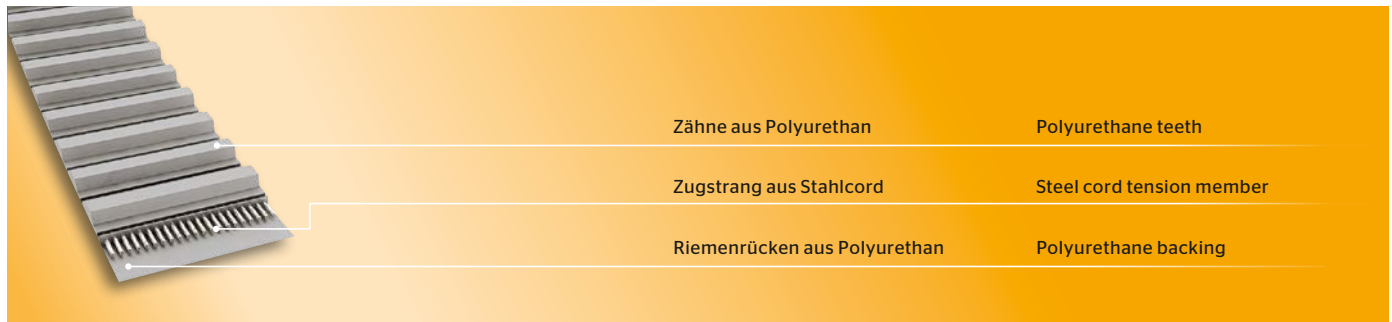 Zähne aus Polyurethan Polyurethane teeth
Zugstrang aus Stahlcord Steel cord tension member
Riemenrücken aus Polyurethan Polyurethane backing